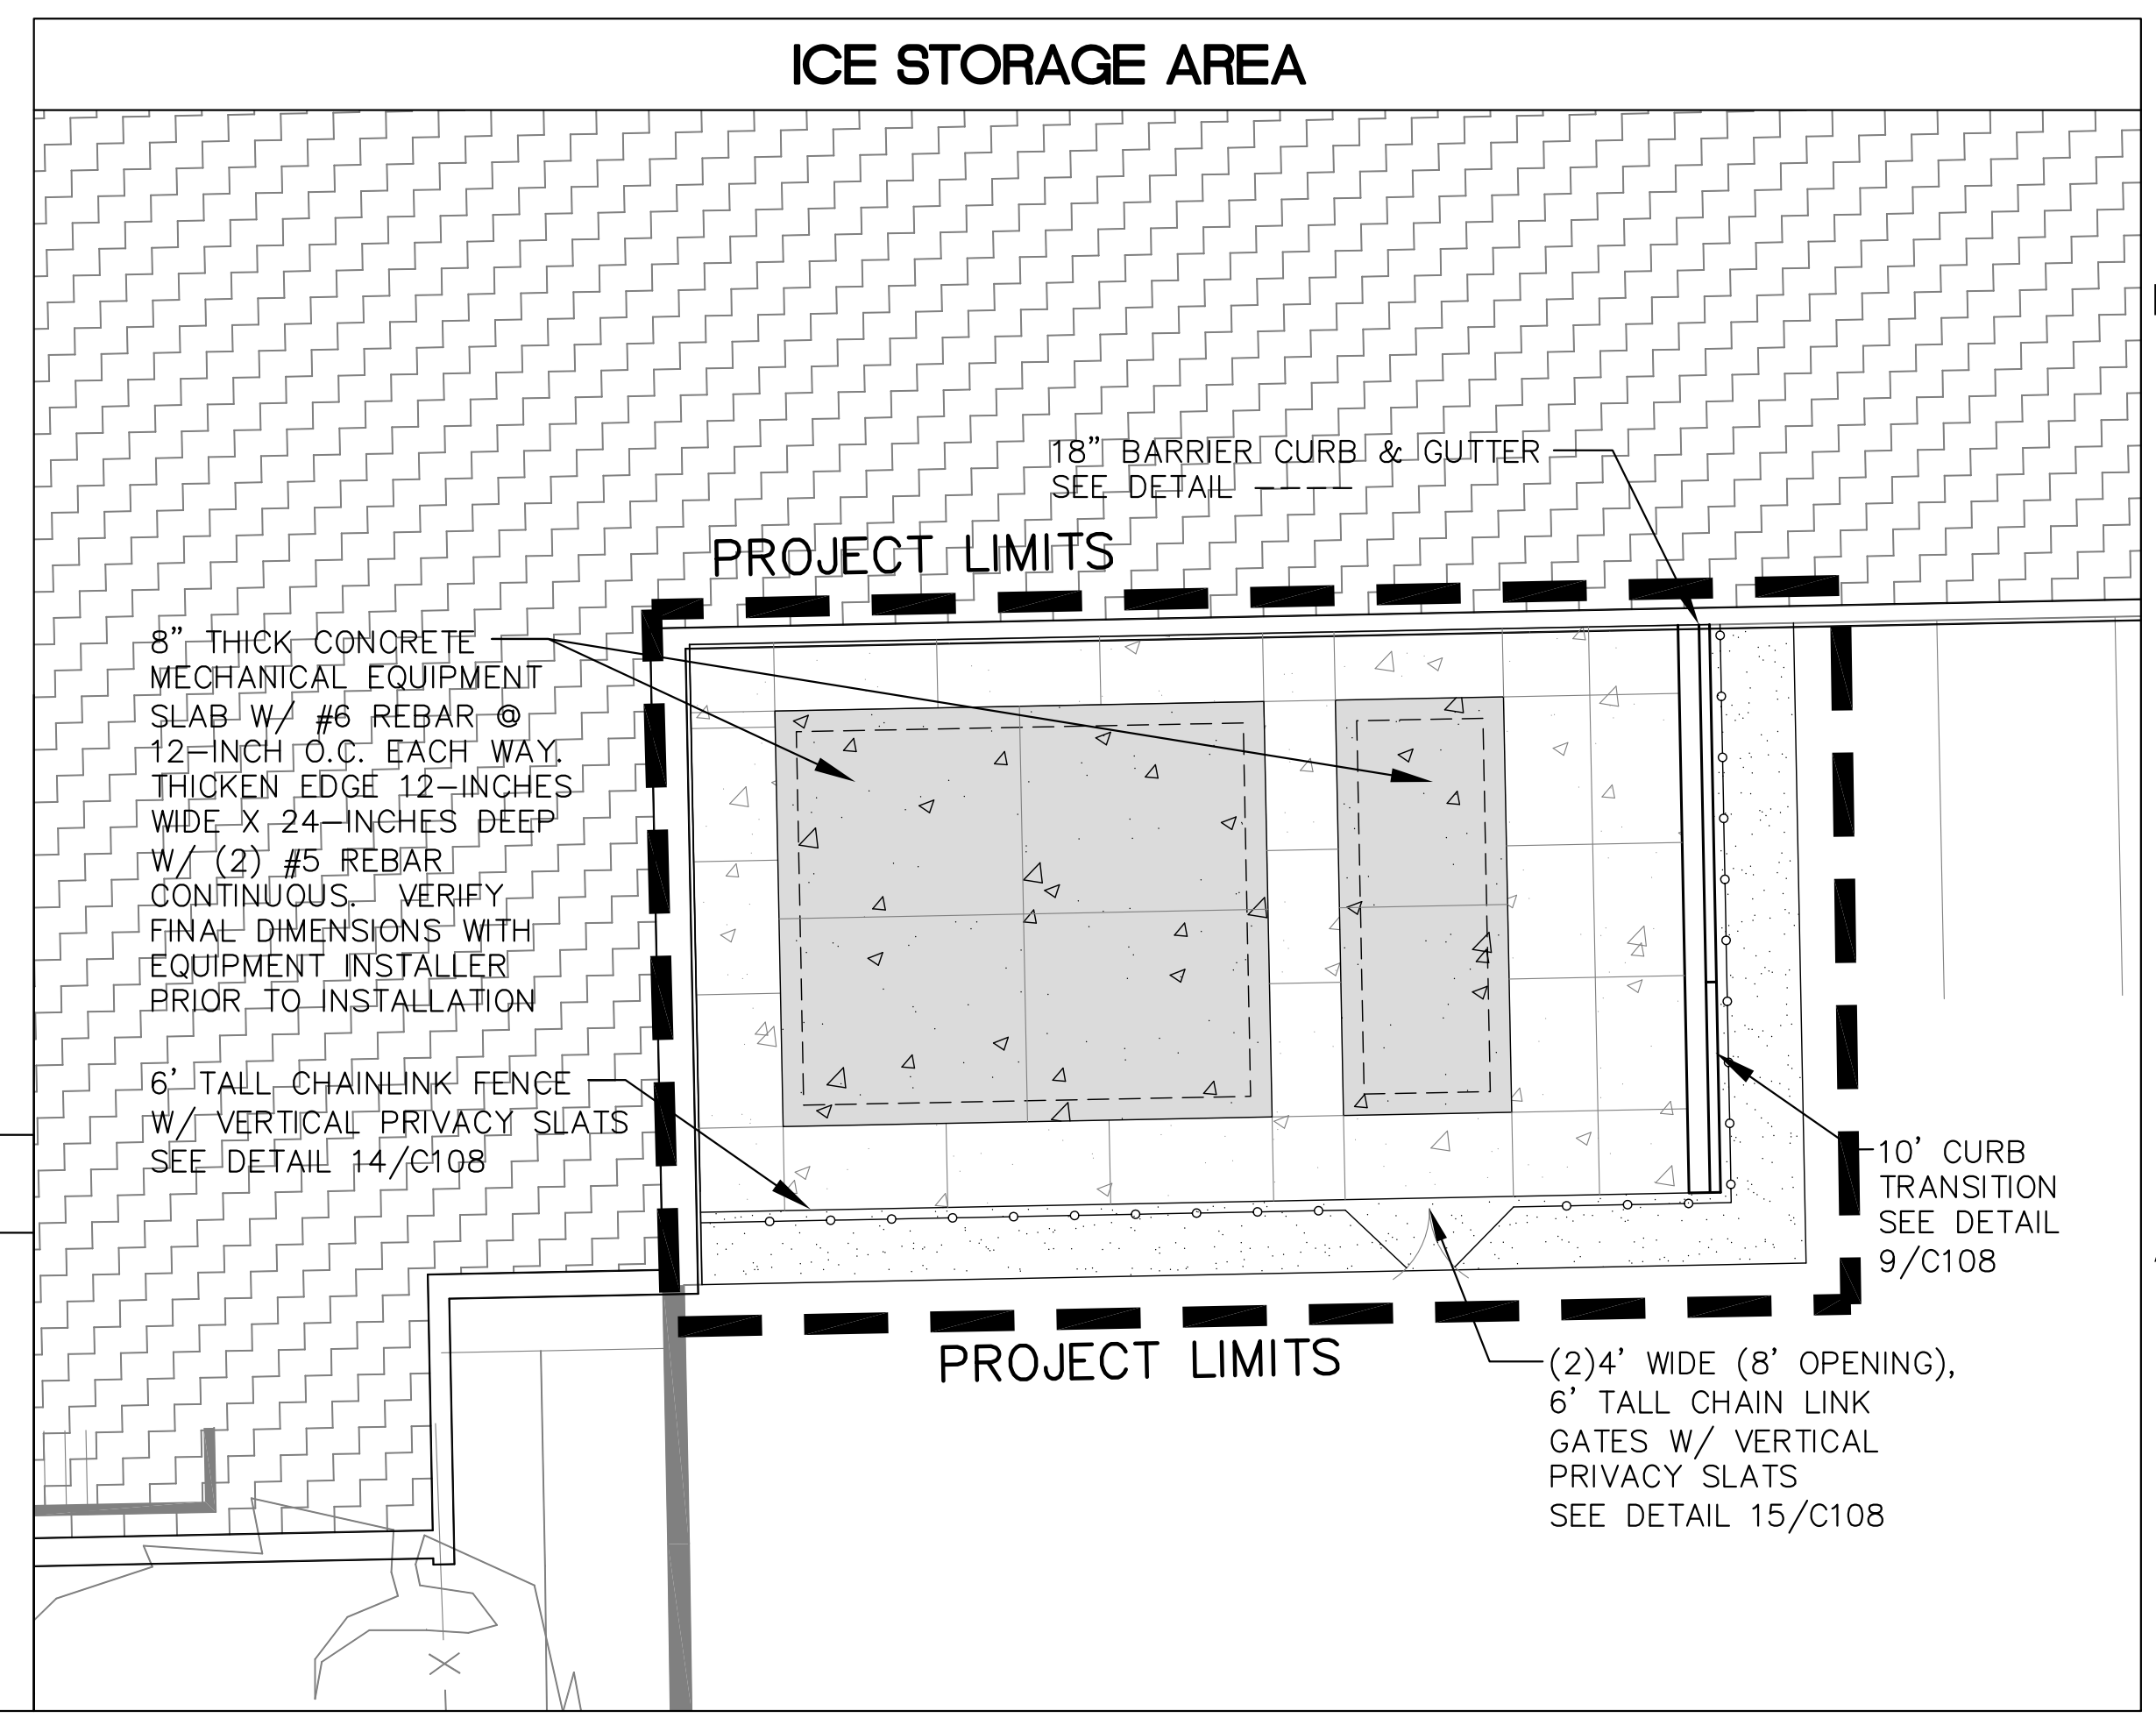 ICE STORAGE AREA
18" BARRIER CURB & GUTTER
SEE DETAIL ----
PROJECT LIMITS
8" THICK CONCRETE
MECHANICAL EQUIPMENT
SLAB W/ #6 REBAR @
12-INCH O.C. EACH WAY.
THICKEN EDGE 12-INCHES
WIDE X 24-INCHES DEEP
W/ (2) #5 REBAR
CONTINUOUS. VERIFY
FINAL DIMENSIONS WITH
EQUIPMENT INSTALLER
PRIOR TO INSTALLATION
6' TALL CHAINLINK FENCE
W/ VERTICAL PRIVACY SLATS
SEE DETAIL 14/C108
10' CURB
TRANSITION
SEE DETAIL
9/C108
PROJECT LIMITS
(2)4' WIDE (8' OPENING),
6' TALL CHAIN LINK
GATES W/ VERTICAL
PRIVACY SLATS
SEE DETAIL 15/C108
X